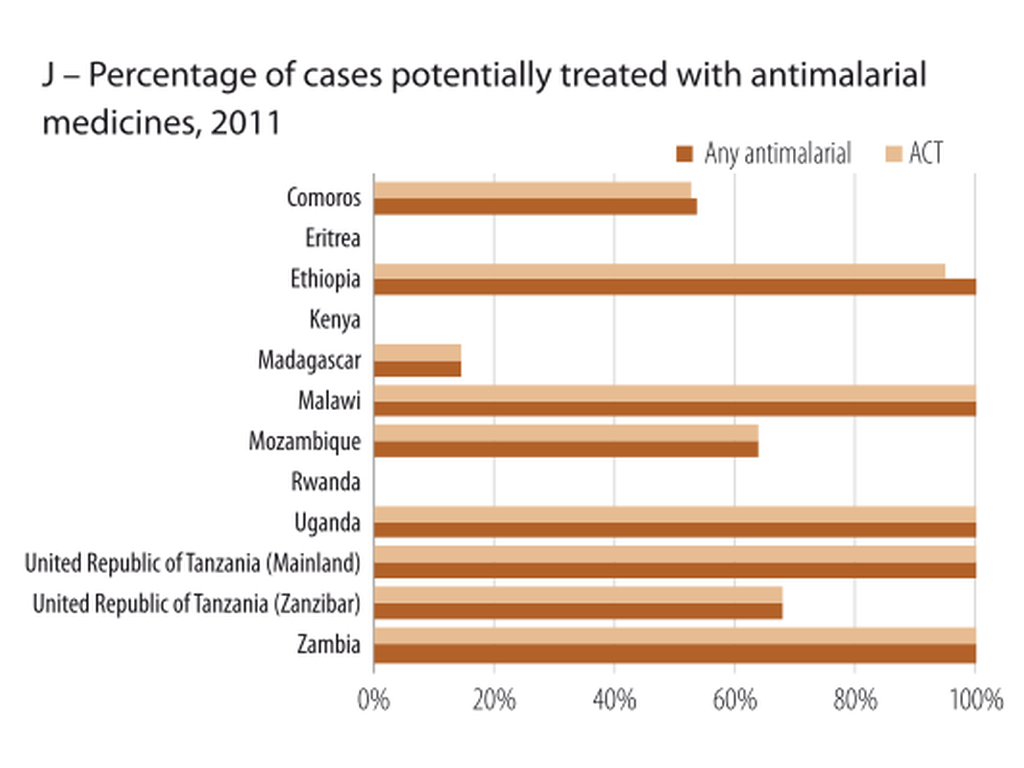 J – Percentage of cases potentially treated with antimalarial
medicines, 2011
Any antimalarial ACT
Comoros
Eritrea
Ethiopia
Kenya
Madagascar
Malawi
Mozambique
Rwanda
Uganda
United Republic of Tanzania (Mainland)
United Republic of Tanzania (Zanzibar)
Zambia
0% 20% 40% 60% 80% 100%